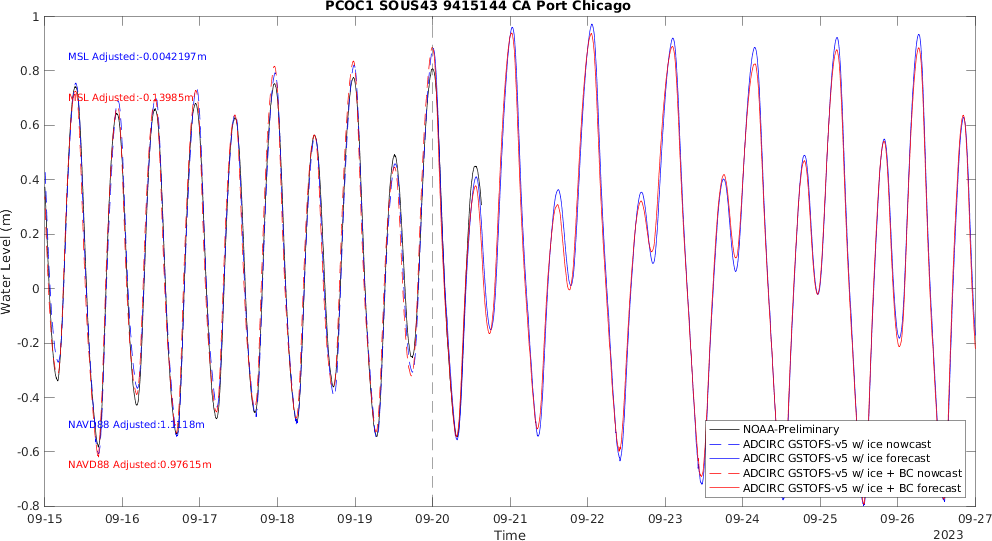 PCOC1 SOUS43 9415144 CA Port Chicago
1
0.8
0.6
0.4
0.2
0
-0.2
-0.4
-0.6
-0.8
Water Level (m)
MSL Adjusted:-0.0042197m
MSL Adjusted:-0.13985m
NAVD88 Adjusted:1.1118m
NAVD88 Adjusted:0.97615m
NOAA-Preliminary
ADCIRC GSTOFS-v5 w/ ice nowcast
ADCIRC GSTOFS-v5 w/ ice forecast
ADCIRC GSTOFS-v5 w/ ice + BC nowcast
ADCIRC GSTOFS-v5 w/ ice + BC forecast
09-15 09-16 09-17 09-18 09-19 09-20 09-21 09-22 09-23 09-24 09-25 09-26 09-27
Time
2023